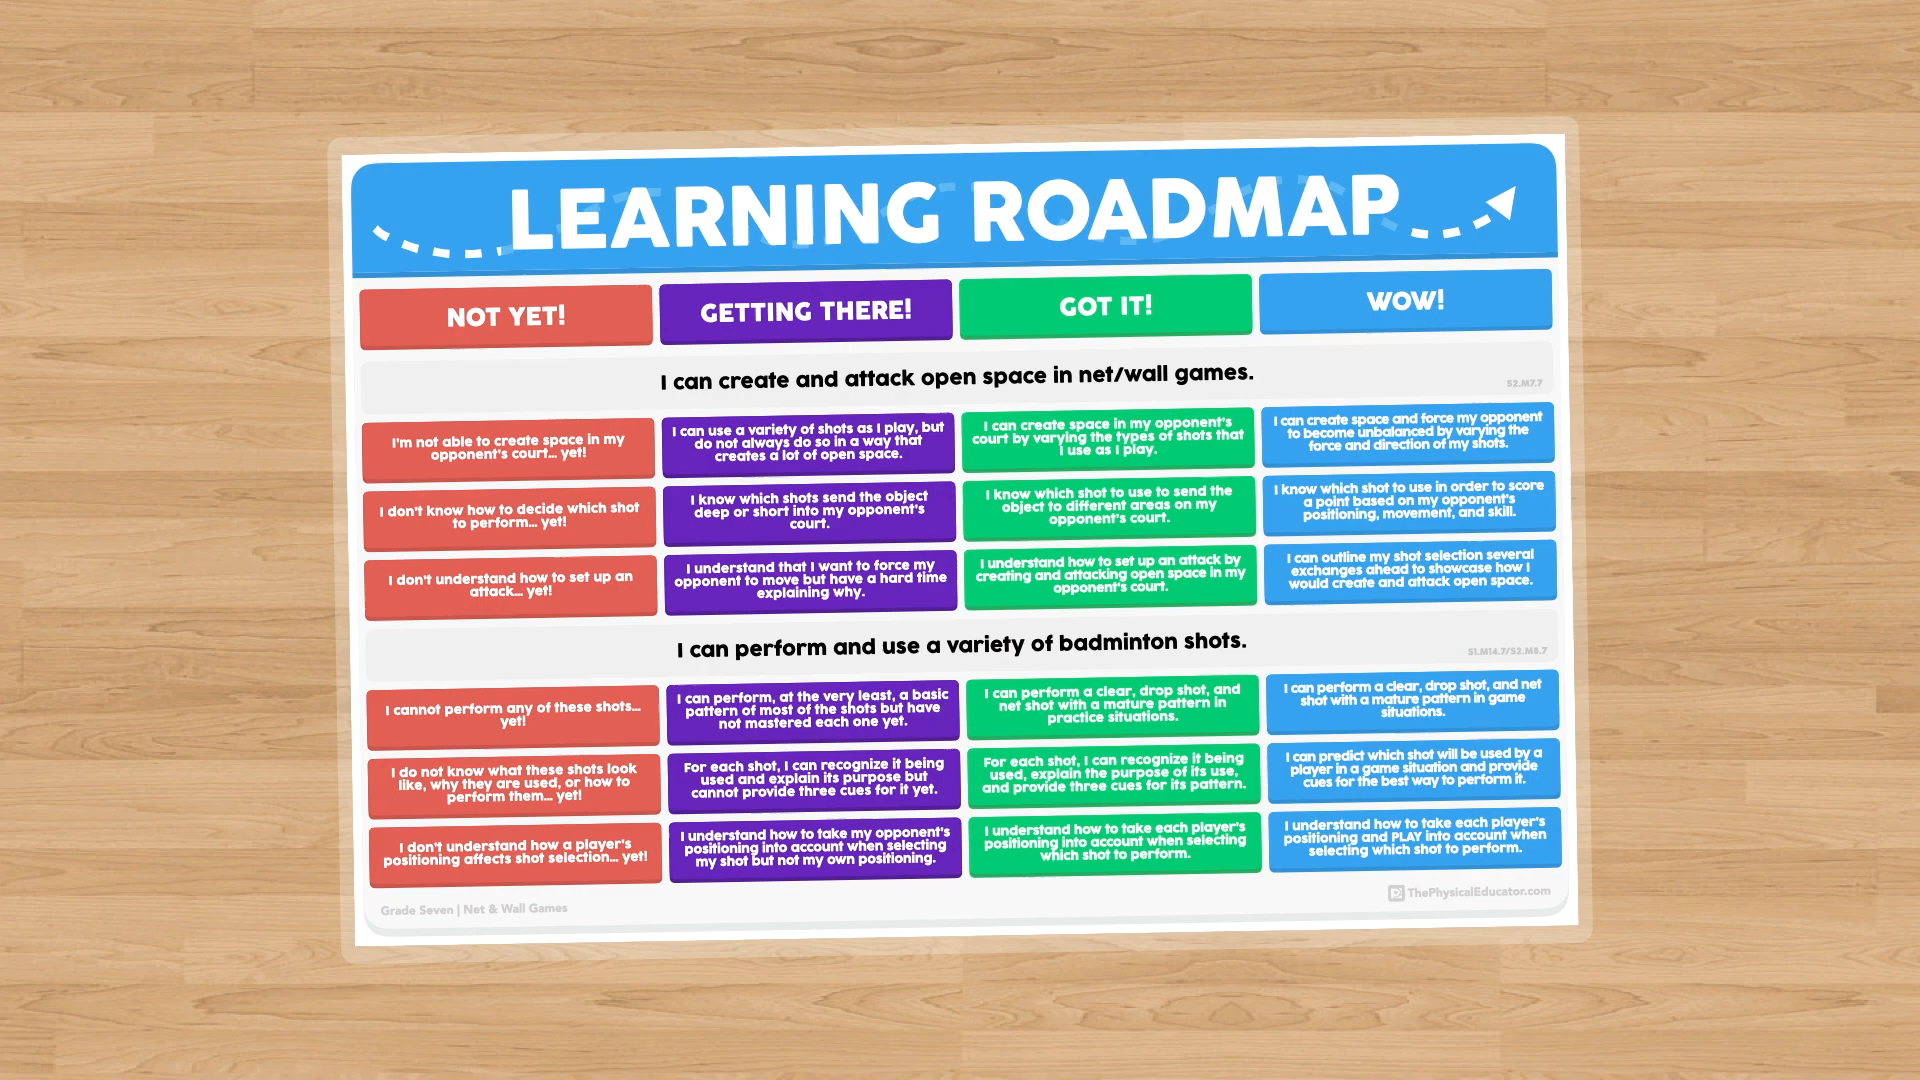 LEARNING ROADMAP
NOT YET!
GETTING THERE!
GOT IT!
WOW!
I can create and attack open space in net/wall games.
S2.M7.7
I'm not able to create space in my
opponent's court... yet!
I can use a variety of shots as I play, but
do not always do so in a way that
creates a lot of open space.
I can create space in my opponent's
court by varying the types of shots that
I use as I play.
I can create space and force my opponent
to become unbalanced by varying the
force and direction of my shots.
I don't know how to decide which shot
to perform... yet!
I know which shots send the object
deep or short into my opponent's
court.
I know which shot to use to send the
object to different areas on my
opponent's court.
I know which shot to use in order to score
a point based on my opponent's
positioning, movement, and skill.
I don't understand how to set up an
attack... yet!
I understand that I want to force my
opponent to move but have a hard time
explaining why.
I understand how to set up an attack by
creating and attacking open space in my
opponent's court.
I can outline my shot selection several
exchanges ahead to showcase how I
would create and attack open space.
I can perform and use a variety of badminton shots.
S1.M14.7/S2.M8.7
I cannot perform any of these shots...
yet!
I can perform, at the very least, a basic
pattern of most of the shots but have
not mastered each one yet.
I can perform a clear, drop shot, and
net shot with a mature pattern in
practice situations.
I can perform a clear, drop shot, and net
shot with a mature pattern in game
situations.
I do not know what these shots look
like, why they are used, or how to
perform them... yet!
For each shot, I can recognize it being
used and explain its purpose but
cannot provide three cues for it yet.
For each shot, I can recognize it being
used, explain the purpose of its use,
and provide three cues for its pattern.
I can predict which shot will be used by a
player in a game situation and provide
cues for the best way to perform it.
I don't understand how a player's
positioning affects shot selection... yet!
I understand how to take my opponent's
positioning into account when selecting
my shot but not my own positioning.
I understand how to take each player's
positioning into account when selecting
which shot to perform.
I understand how to take each player's
positioning and PLAY into account when
selecting which shot to perform.
Grade Seven | Net & Wall Games
ThePhysicalEducator.com